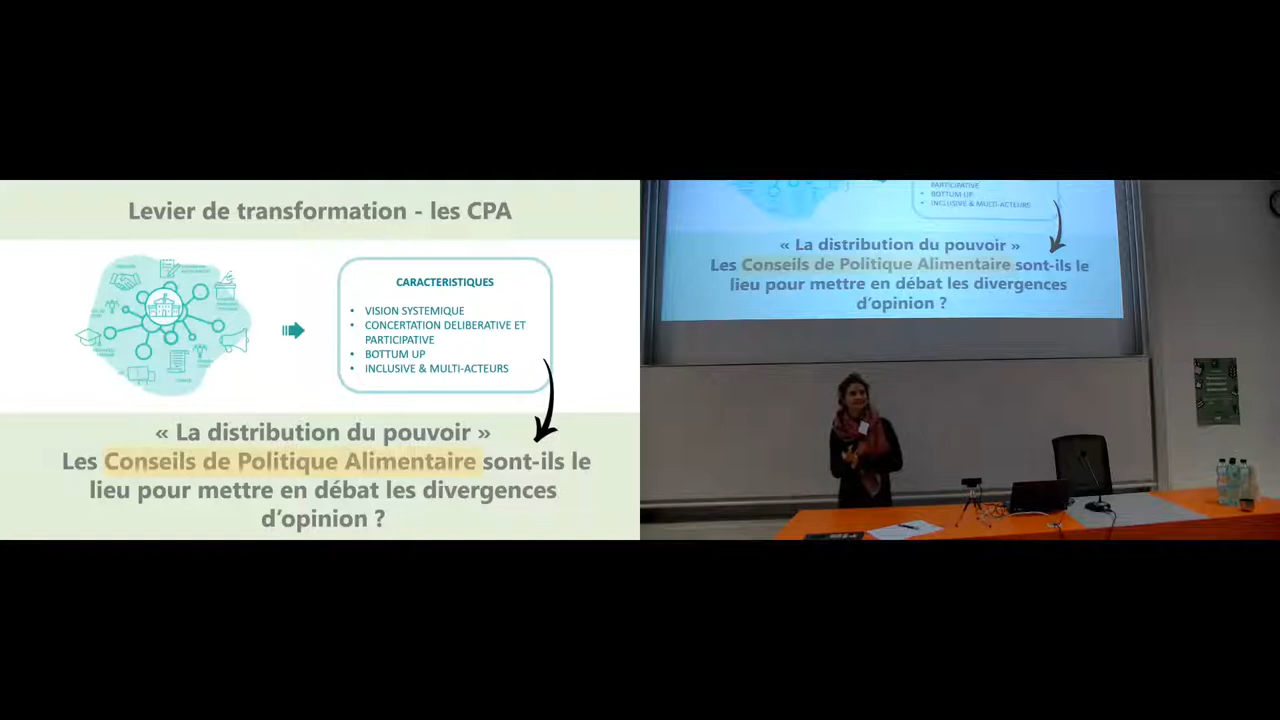 Levier de transformation - les CPA
CARACTERISTIQUES
• VISION SYSTEMIQUE
• CONCERTATION DELIBERATIVE ET
PARTICIPATIVE
• BOTTUM UP
• INCLUSIVE & MULTI-ACTEURS
« La distribution du pouvoir »
Les Conseils de Politique Alimentaire sont-ils le
lieu pour mettre en débat les divergences
d'opinion ?
PARTICIPATIVE
• BOTTUM UP
• INCLUSIVE & MULTI-ACTEURS
« La distribution du pouvoir »
Les Conseils de Politique Alimentaire sont-ils le
lieu pour mettre en débat les divergences
d'opinion ?